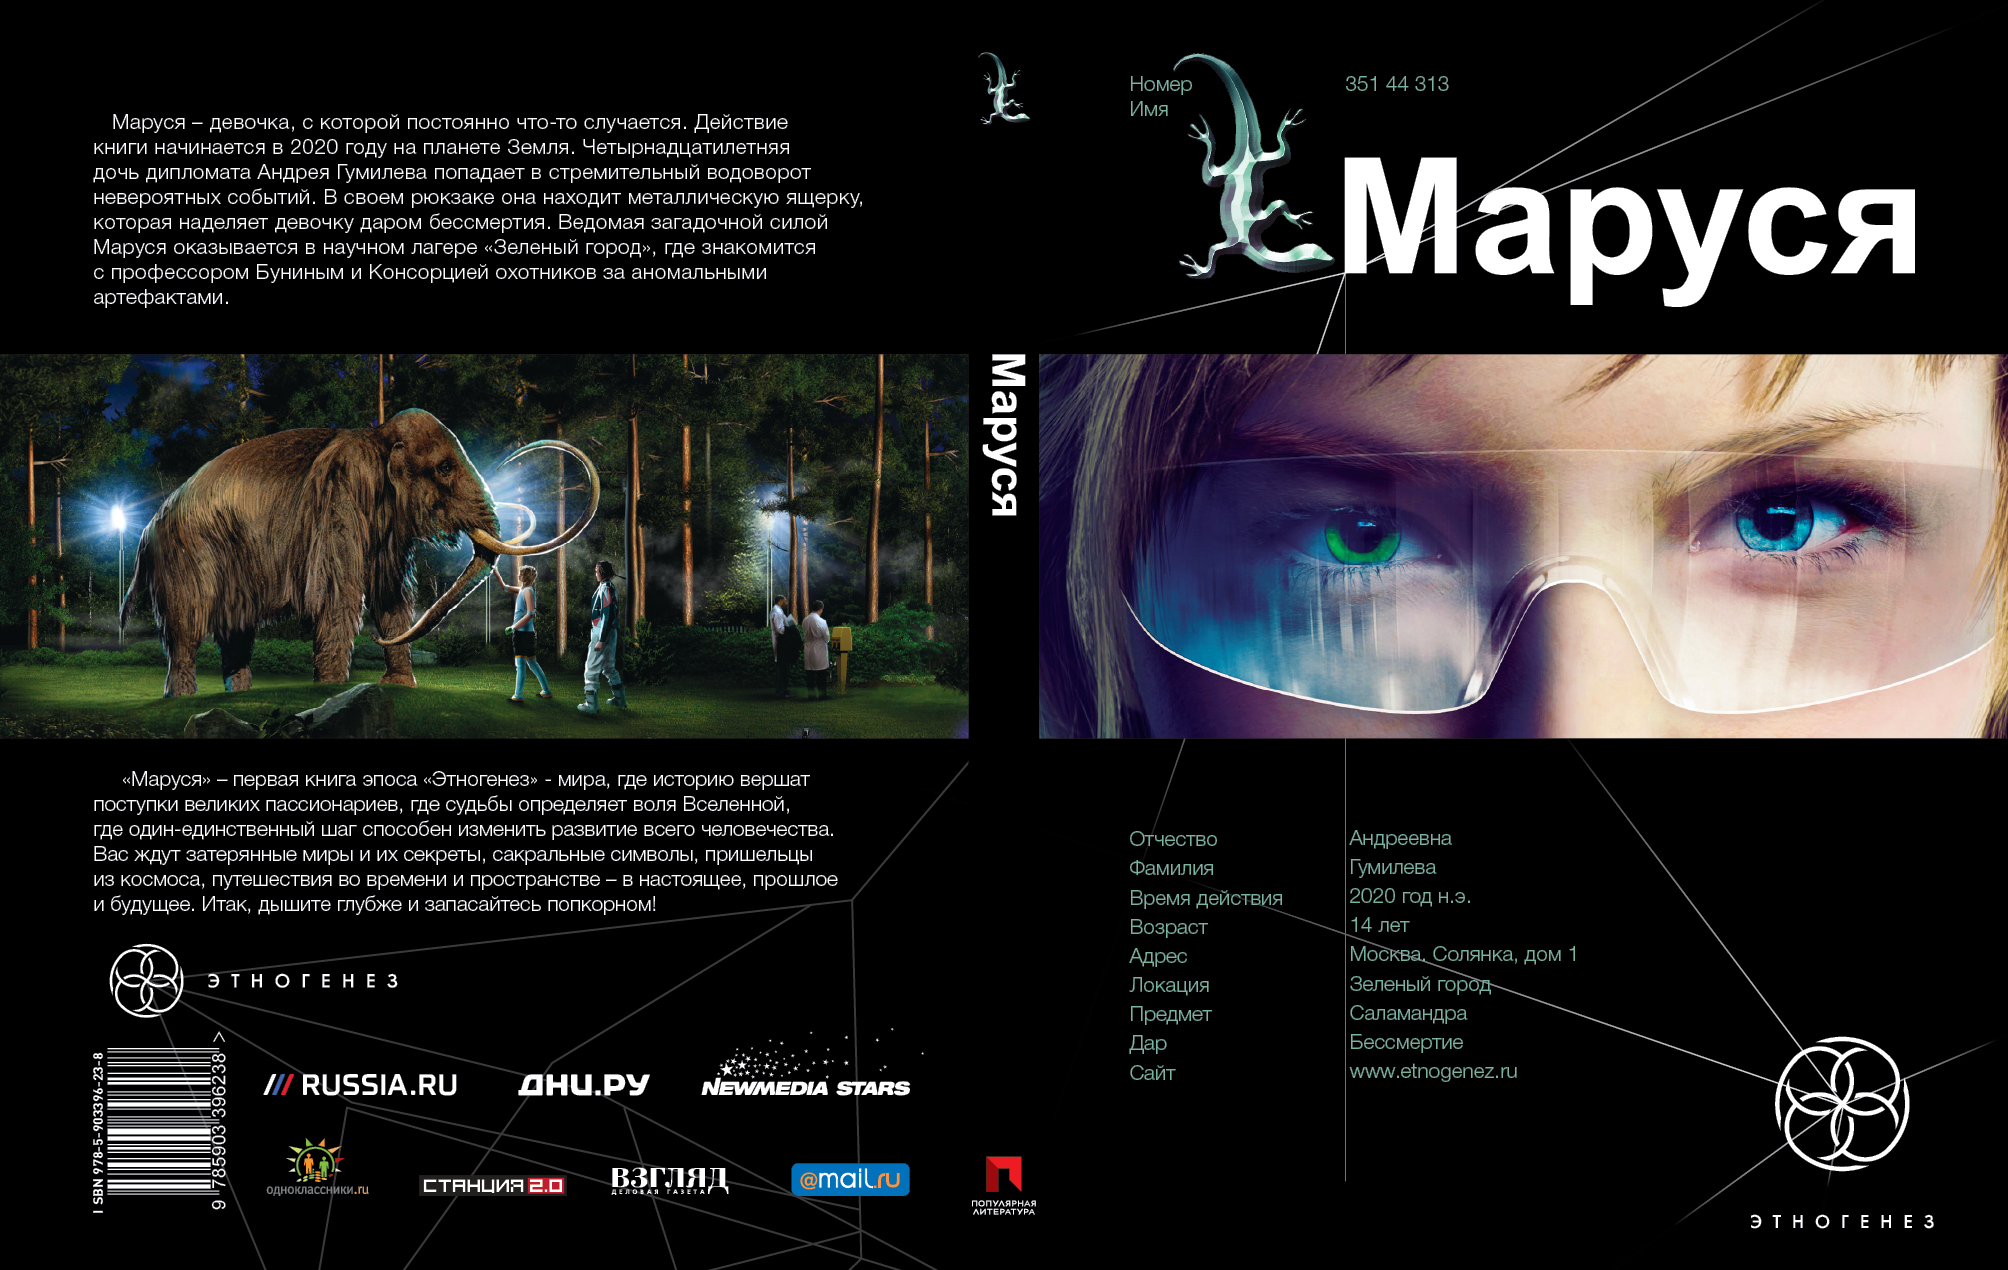 Маруся – девочка, с которой постоянно что-то случается. Действие
книги начинается в 2020 году на планете Земля. Четырнадцатилетняя
дочь дипломата Андрея Гумилева попадает в стремительный водоворот
невероятных событий. В своем рюкзаке она находит металлическую ящерку,
которая наделяет девочку даром бессмертия. Ведомая загадочной силой
Маруся оказывается в научном лагере «Зеленый город», где знакомится
с профессором Буниным и Консорцией охотников за аномальными
артефактами.
«Маруся» – первая книга эпоса «Этногенез» - мира, где историю вершат
поступки великих пассионариев, где судьбы определяет воля Вселенной,
где один-единственный шаг способен изменить развитие всего человечества.
Вас ждут затерянные миры и их секреты, сакральные символы, пришельцы
из космоса, путешествия во времени и пространстве – в настоящее, прошлое
и будущее. Итак, дышите глубже и запасайтесь попкорном!
ЭТНОГЕНЕЗ
ISBN 978-5-903396-23-8
9 785903 396238 >
RUSSIA.RU
ДНИ.РУ
NEWMEDIA STARS
одноклассники.ru
СТАНЦИЯ 2.0
ВЗГЛЯД
ДЕЛОВАЯ ГАЗЕТА
@mail.ru
Маруся
ПОПУЛЯРНАЯ
ЛИТЕРАТУРА
Номер 351 44 313
Имя
Маруся
Отчество Андреевна
Фамилия Гумилева
Время действия 2020 год н.э.
Возраст 14 лет
Адрес Москва. Солянка, дом 1
Локация Зеленый город
Предмет Саламандра
Дар Бессмертие
Сайт www.etnogenez.ru
ЭТНОГЕНЕЗ